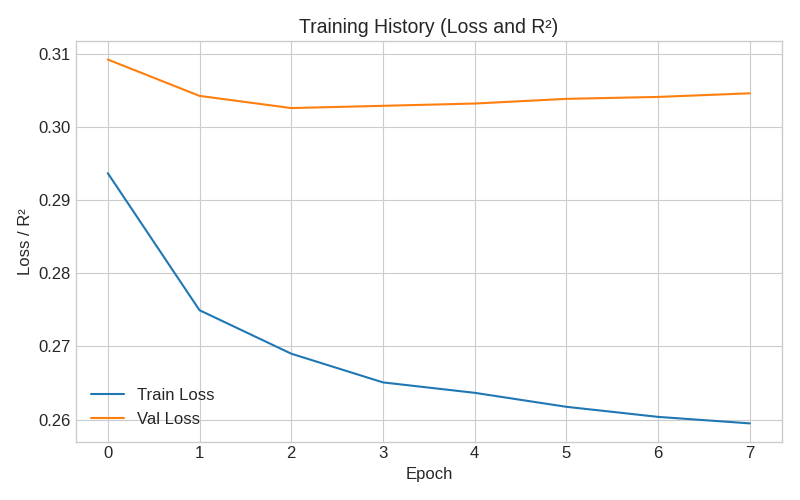 Training History (Loss and R²)
0.31
0.30
0.29
0.28
0.27
0.26
Loss / R²
Train Loss
Val Loss
0 1 2 3 4 5 6 7
Epoch